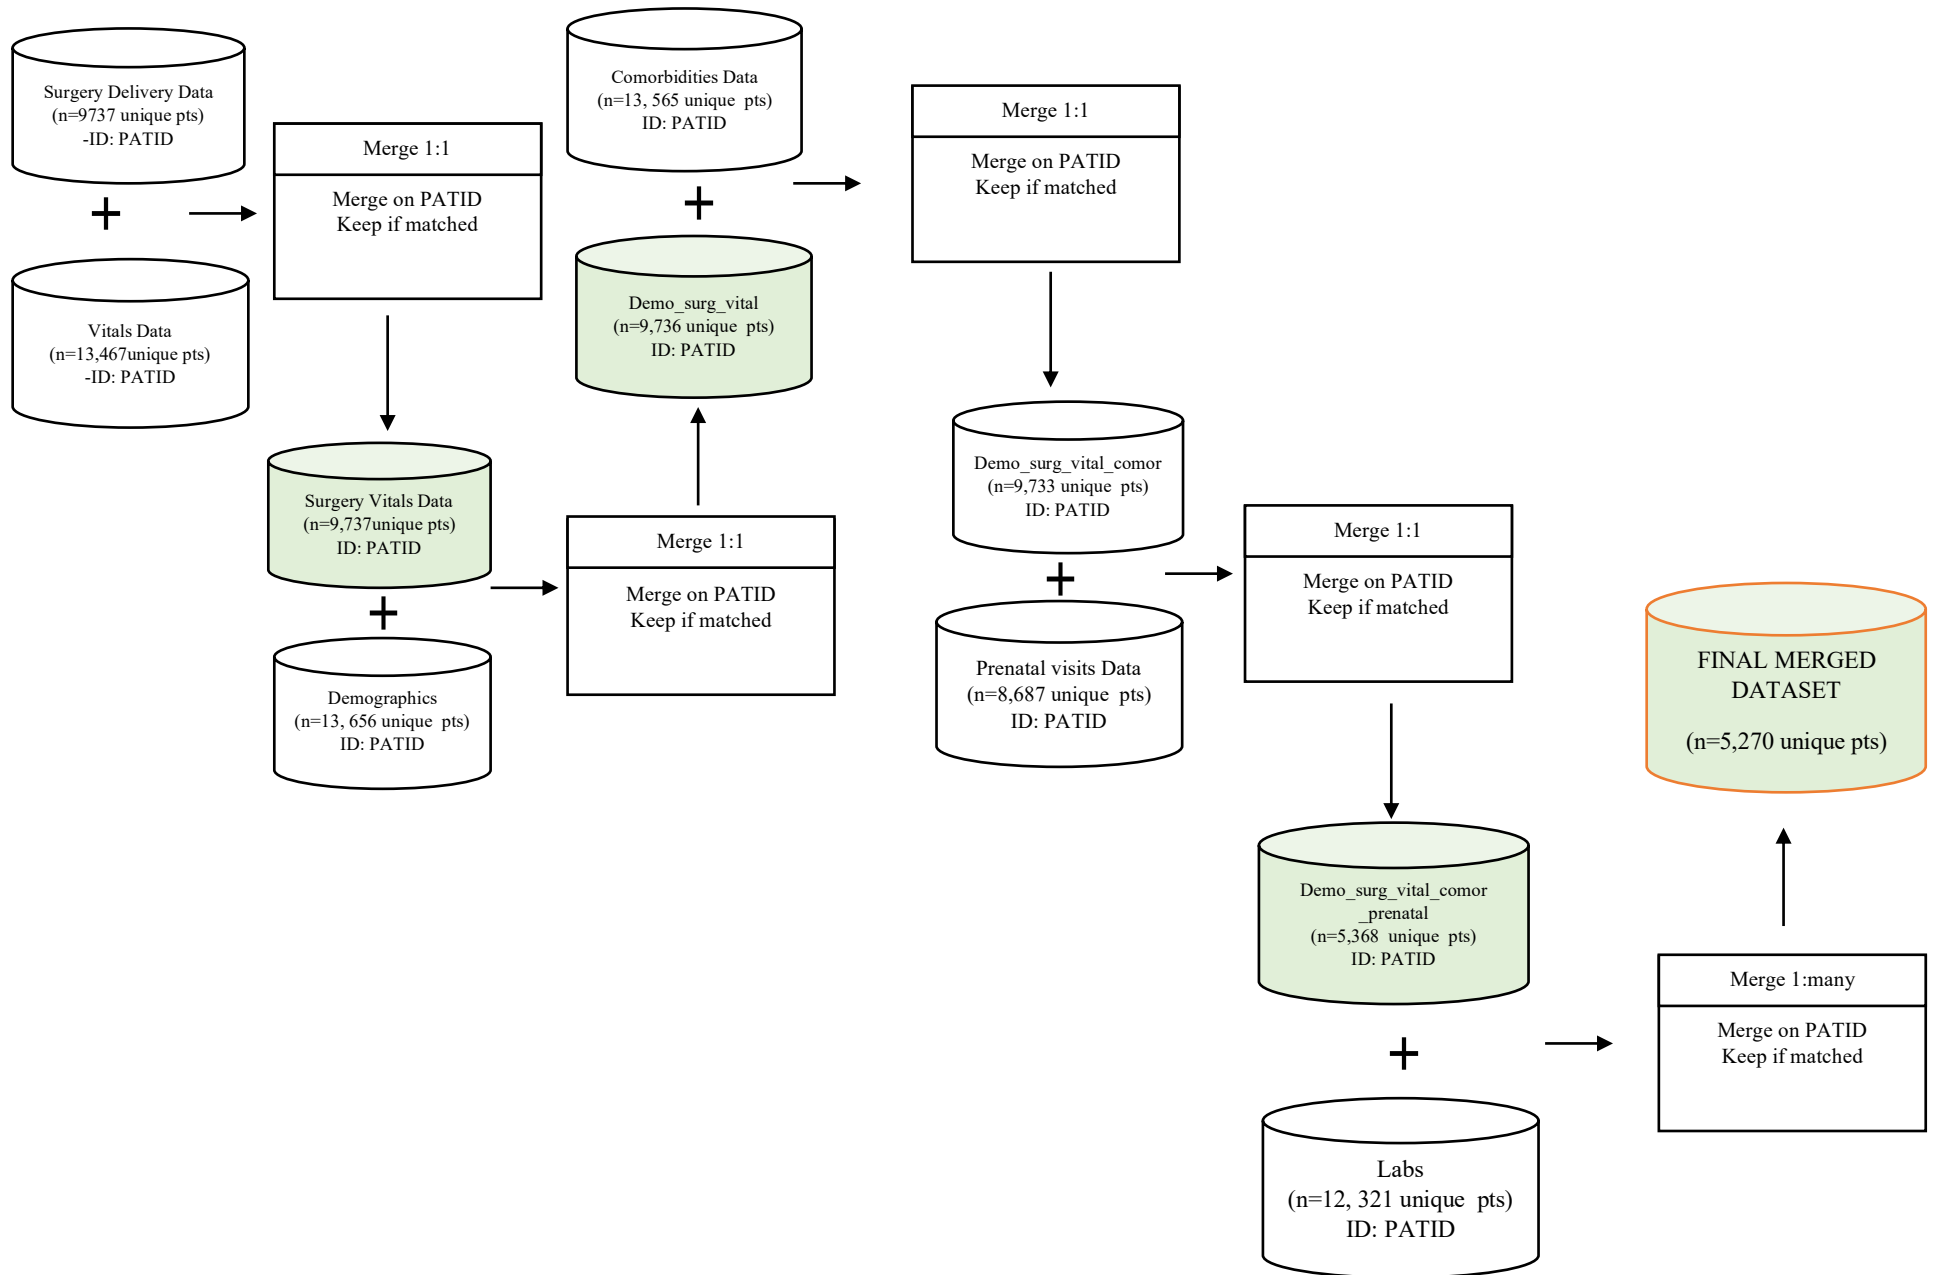 Surgery Delivery Data
(n=9737 unique pts)
-ID: PATID
Vitals Data
(n=13,467unique pts)
-ID: PATID
Merge 1:1
Merge on PATID
Keep if matched
Surgery Vitals Data
(n=9,737unique pts)
ID: PATID
Demographics
(n=13, 656 unique pts)
ID: PATID
Merge 1:1
Merge on PATID
Keep if matched
Comorbidities Data
(n=13, 565 unique pts)
ID: PATID
Demo_surg_vital
(n=9,736 unique pts)
ID: PATID
Merge 1:1
Merge on PATID
Keep if matched
Demo_surg_vital_comor
(n=9,733 unique pts)
ID: PATID
Prenatal visits Data
(n=8,687 unique pts)
ID: PATID
Merge 1:1
Merge on PATID
Keep if matched
Demo_surg_vital_comor
_prenatal
(n=5,368 unique pts)
ID: PATID
Labs
(n=12, 321 unique pts)
ID: PATID
Merge 1:many
Merge on PATID
Keep if matched
FINAL MERGED
DATASET
(n=5,270 unique pts)